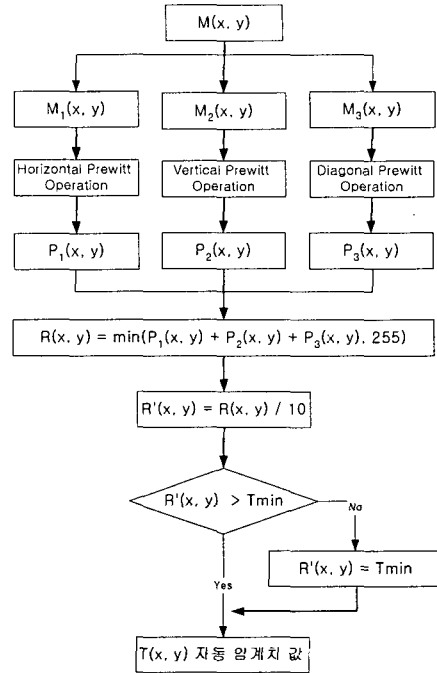 M(x, y)
M₁(x, y)
M₂(x, y)
M₃(x, y)
Horizontal Prewitt
Operation
Vertical Prewitt
Operation
Diagonal Prewitt
Operation
P₁(x, y)
P₂(x, y)
P₃(x, y)
R(x, y) = min(P₁(x, y) + P₂(x, y) + P₃(x, y), 255)
R'(x, y) = R(x, y) / 10
R'(x, y) > Tmin
No
R'(x, y) = Tmin
Yes
T(x, y) 자동 임계치 값